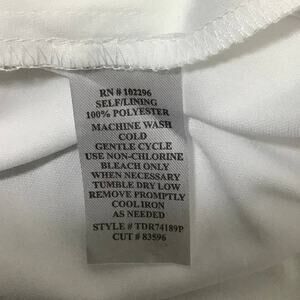 RN # 102296
SELF/LINING
100% POLYESTER
MACHINE WASH
COLD
GENTLE CYCLE
USE NON-CHLORINE
BLEACH ONLY
WHEN NECESSARY
TUMBLE DRY LOW
REMOVE PROMPTLY
COOL IRON
AS NEEDED
STYLE # TDR74189P
CUT # 83596